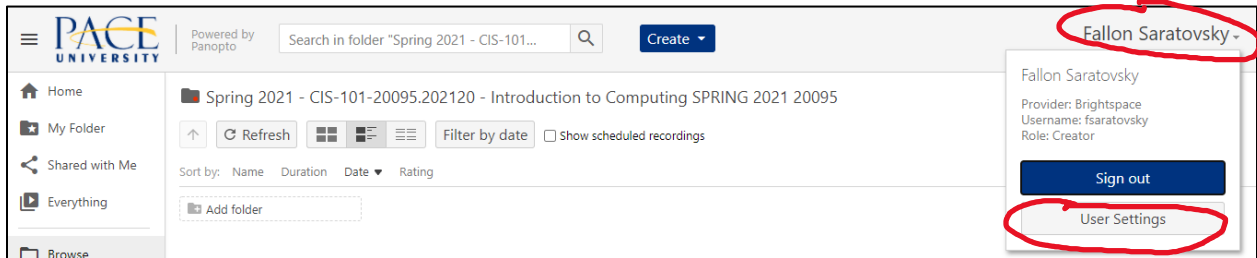 PACE
UNIVERSITY
Powered by
Panopto
Search in folder "Spring 2021 - CIS-101...
Create
Fallon Saratovsky
Fallon Saratovsky
Provider: Brightspace
Username: fsaratovsky
Role: Creator
Sign out
User Settings
Home
My Folder
Shared with Me
Everything
Browse
Spring 2021 - CIS-101-20095.202120 - Introduction to Computing SPRING 2021 20095
Refresh
Filter by date
Show scheduled recordings
Sort by: Name Duration Date Rating
Add folder